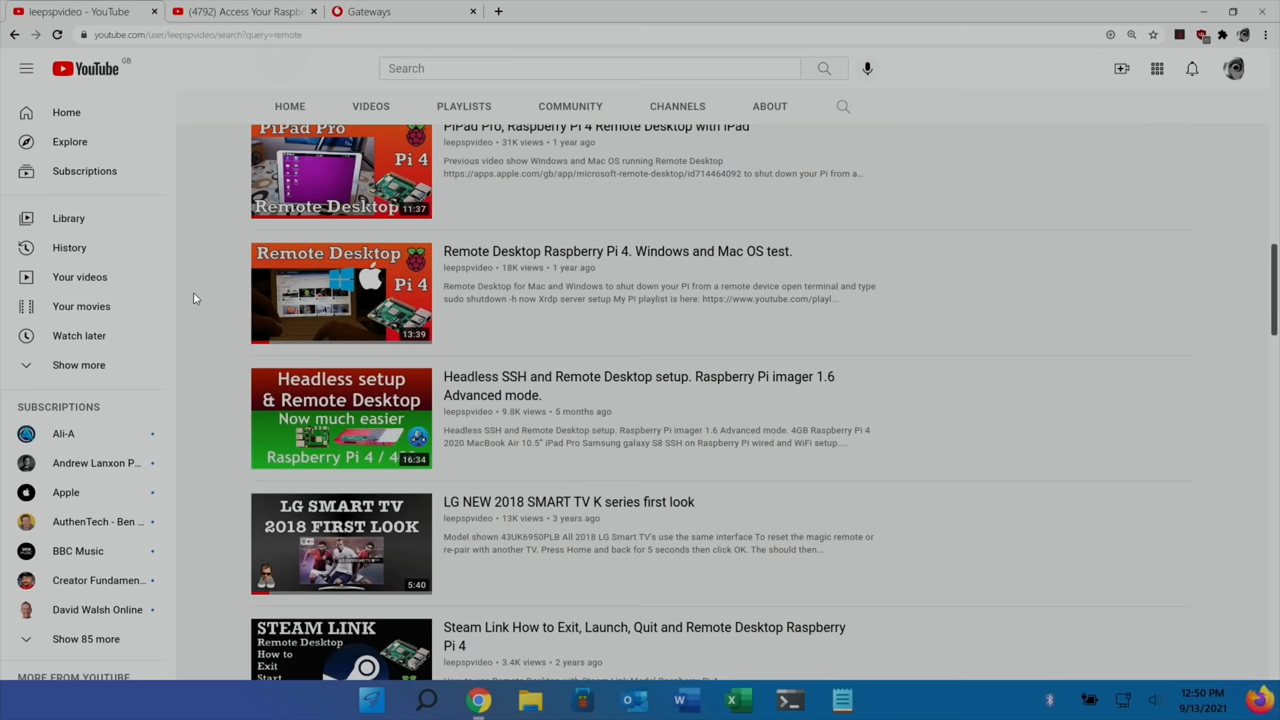 leepspvideo - YouTube
(4792) Access Your Raspb
Gateways
youtube.com/user/leepspvideo/search?query=remote
YouTube GB
Search
HOME VIDEOS PLAYLISTS COMMUNITY CHANNELS ABOUT
Home
Explore
Subscriptions
Library
History
Your videos
Your movies
Watch later
Show more
SUBSCRIPTIONS
Ali-A
Andrew Lanxon P...
Apple
AuthenTech - Ben ...
BBC Music
Creator Fundamen...
David Walsh Online
Show 85 more
MORE FROM YOUTUBE
PiPad Pro
Pi 4
Remote Desktop
11:37
PiPad Pro, Raspberry Pi 4 Remote Desktop with iPad
leepspvideo • 31K views • 1 year ago
Previous video show Windows and Mac OS running Remote Desktop
https://apps.apple.com/gb/app/microsoft-remote-desktop/id714464092 to shut down your Pi from a...
Remote Desktop
Pi 4
13:39
Remote Desktop Raspberry Pi 4. Windows and Mac OS test.
leepspvideo • 18K views • 1 year ago
Remote Desktop for Mac and Windows to shut down your Pi from a remote device open terminal and type
sudo shutdown -h now Xrdp server setup My Pi playlist is here: https://www.youtube.com/playl...
Headless setup
& Remote Desktop
Now much easier
Raspberry Pi 4 / 4
16:34
Headless SSH and Remote Desktop setup. Raspberry Pi imager 1.6
Advanced mode.
leepspvideo • 9.8K views • 5 months ago
Headless SSH and Remote Desktop setup. Raspberry Pi imager 1.6 Advanced mode. 4GB Raspberry Pi 4
2020 MacBook Air 10.5" iPad Pro Samsung galaxy S8 SSH on Raspberry Pi wired and WiFi setup....
LG SMART TV
2018 FIRST LOOK
5:40
LG NEW 2018 SMART TV K series first look
leepspvideo • 13K views • 3 years ago
Model shown 43UK6950PLB All 2018 LG Smart TV's use the same interface To reset the magic remote or
re-pair with another TV. Press Home and back for 5 seconds then click OK. The should then...
STEAM LINK
Remote Desktop
How to
Exit
Start
Steam Link How to Exit, Launch, Quit and Remote Desktop Raspberry
Pi 4
leepspvideo • 3.4K views • 2 years ago
12:50 PM
9/13/2021